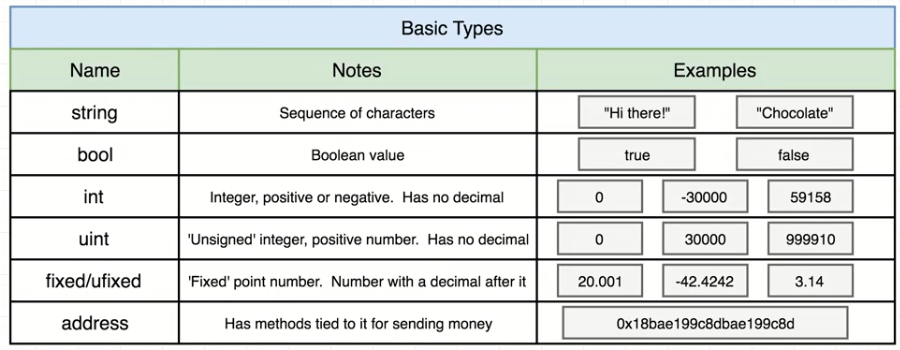 Basic Types
Name Notes Examples
string Sequence of characters "Hi there!" "Chocolate"
bool Boolean value true false
int Integer, positive or negative. Has no decimal 0 -30000 59158
uint 'Unsigned' integer, positive number. Has no decimal 0 30000 999910
fixed/ufixed 'Fixed' point number. Number with a decimal after it 20.001 -42.4242 3.14
address Has methods tied to it for sending money 0x18bae199c8dbae199c8d